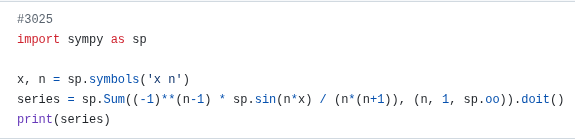 #3025
import sympy as sp
x, n = sp.symbols('x n')
series = sp.Sum((-1)**(n-1) * sp.sin(n*x) / (n*(n+1)), (n, 1, sp.oo)).doit()
print(series)